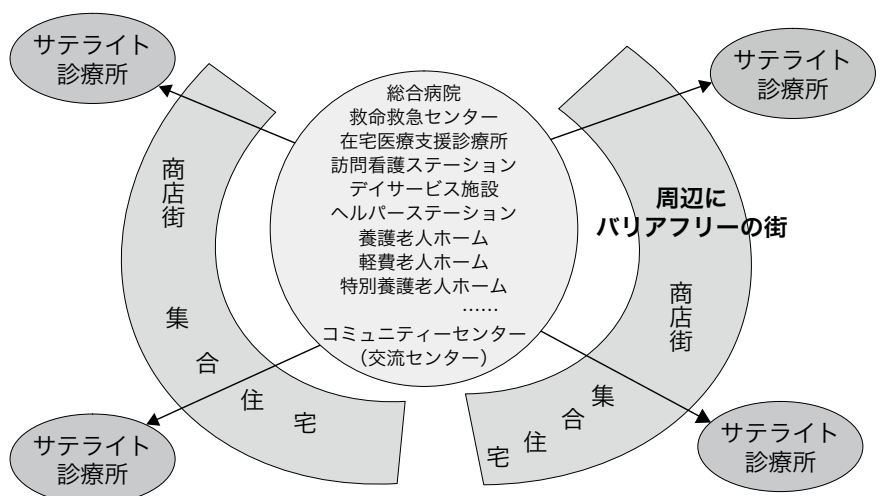 サテライト
診療所
サテライト
診療所
総合病院
救命救急センター
在宅医療支援診療所
訪問看護ステーション
デイサービス施設
ヘルパーステーション
養護老人ホーム
軽費老人ホーム
特別養護老人ホーム
……
コミュニティーセンター
（交流センター）
商店街
集合住宅
周辺に
バリアフリーの街
商店街
集合住宅
サテライト
診療所
サテライト
診療所